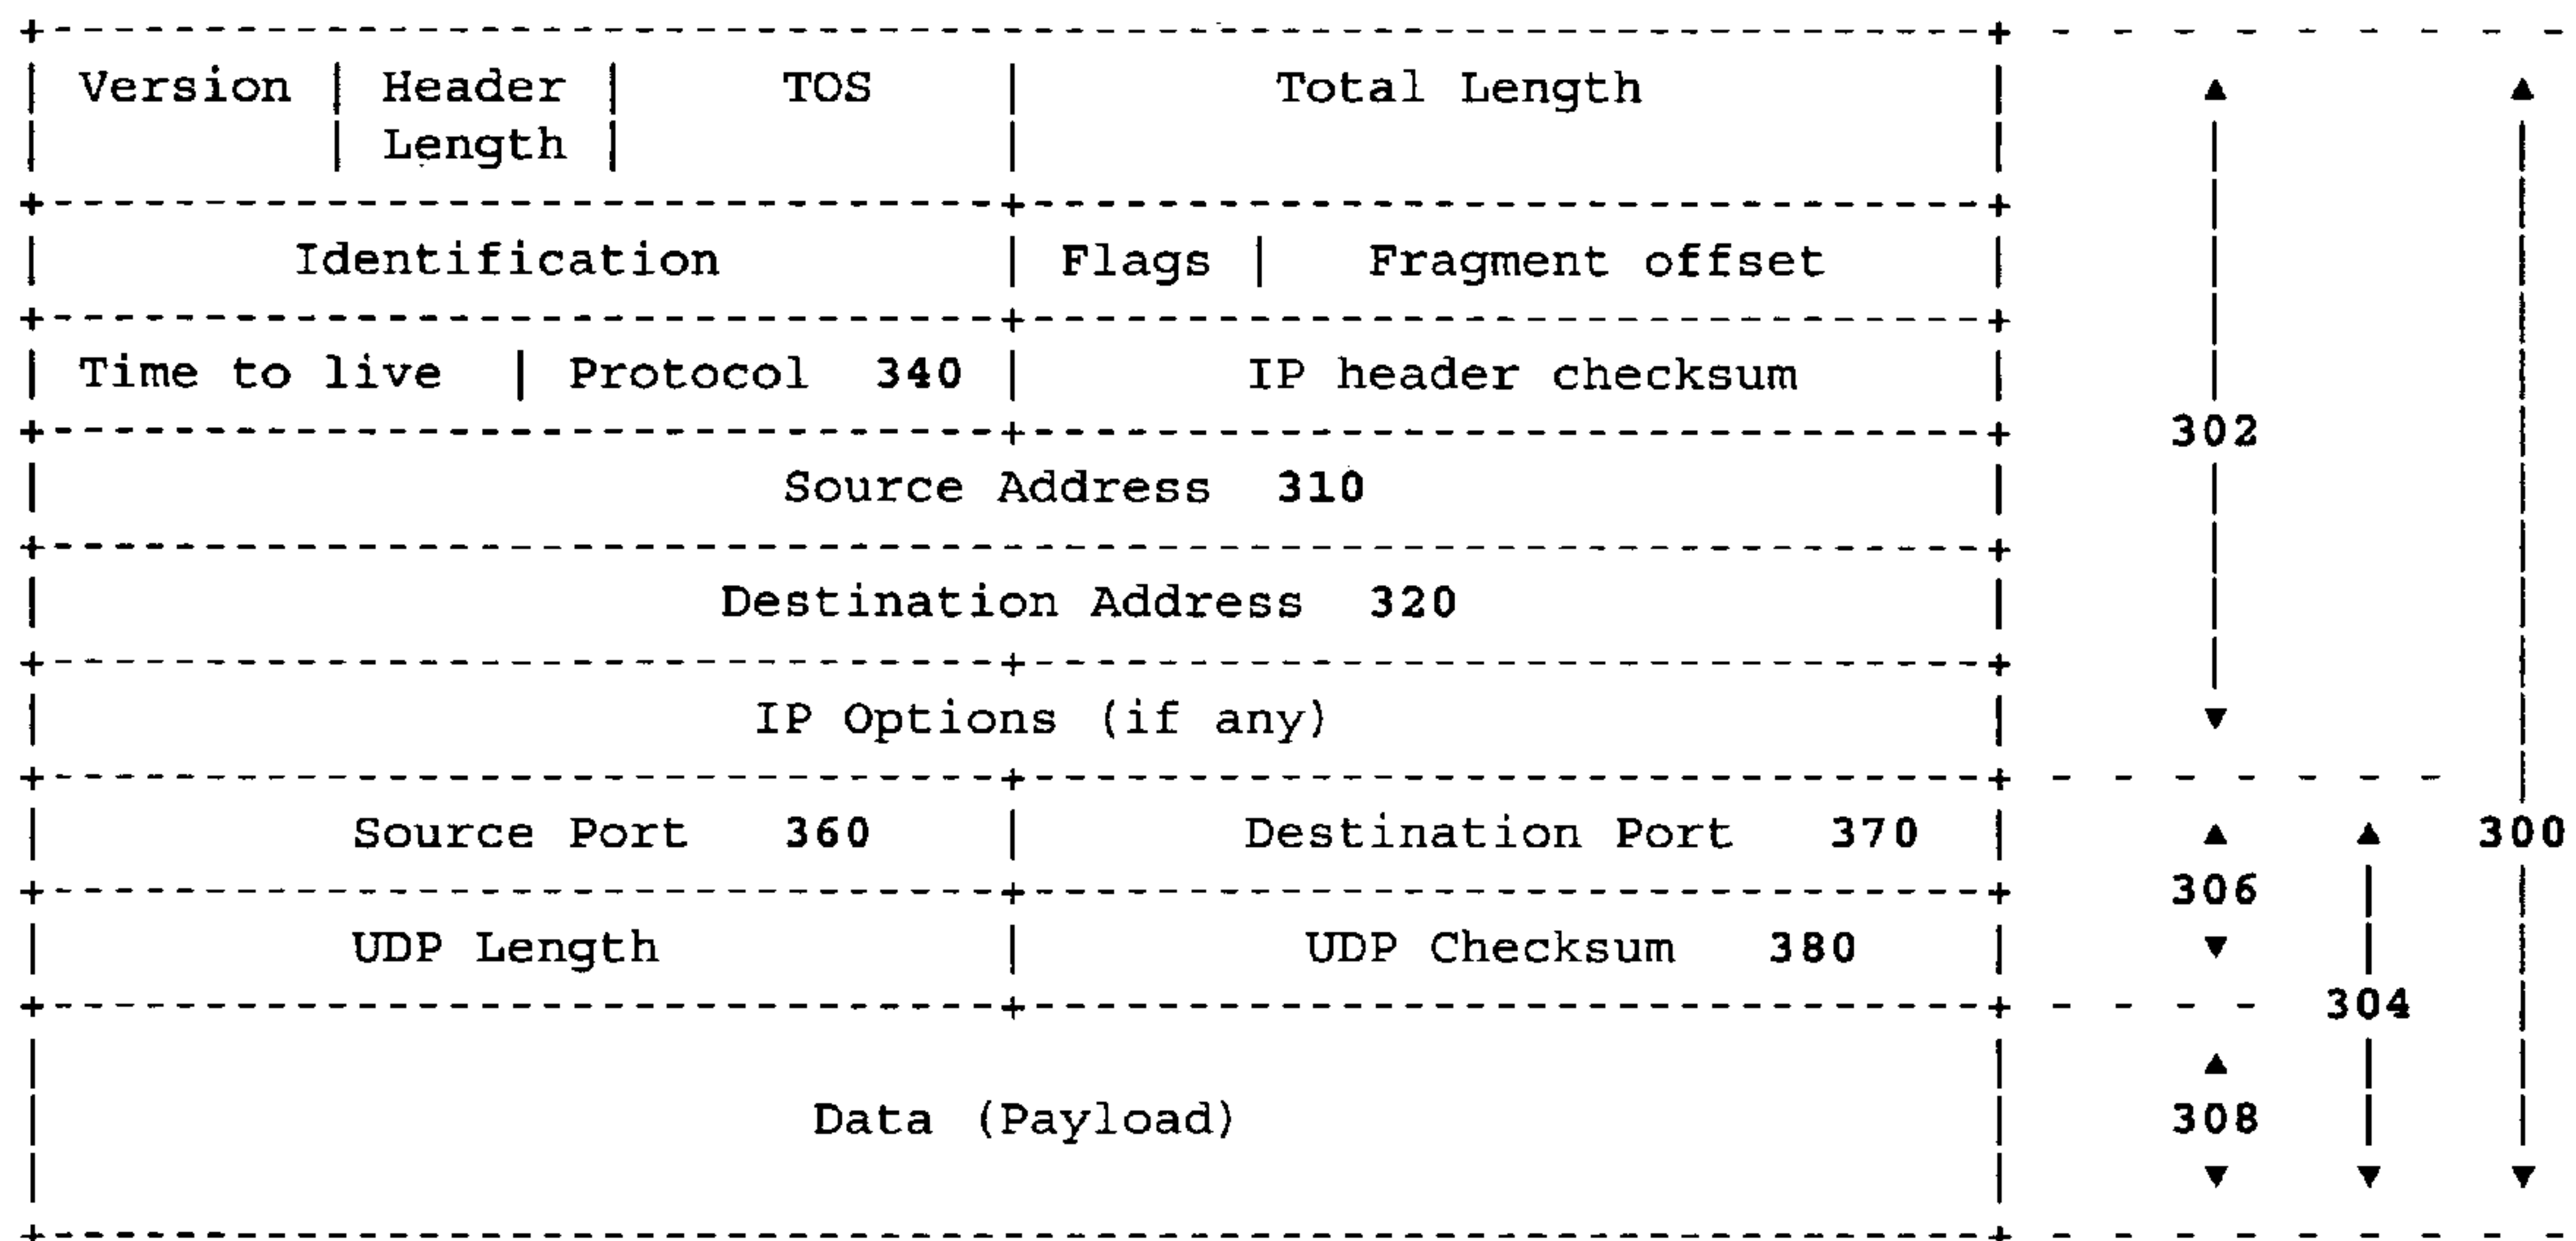 Version | Header | TOS | Total Length
Length
Identification | Flags | Fragment offset
Time to live | Protocol 340 | IP header checksum
302
Source Address 310
Destination Address 320
IP Options (if any)
Source Port 360 | Destination Port 370 300
306
UDP Length | UDP Checksum 380
304
Data (Payload) 308